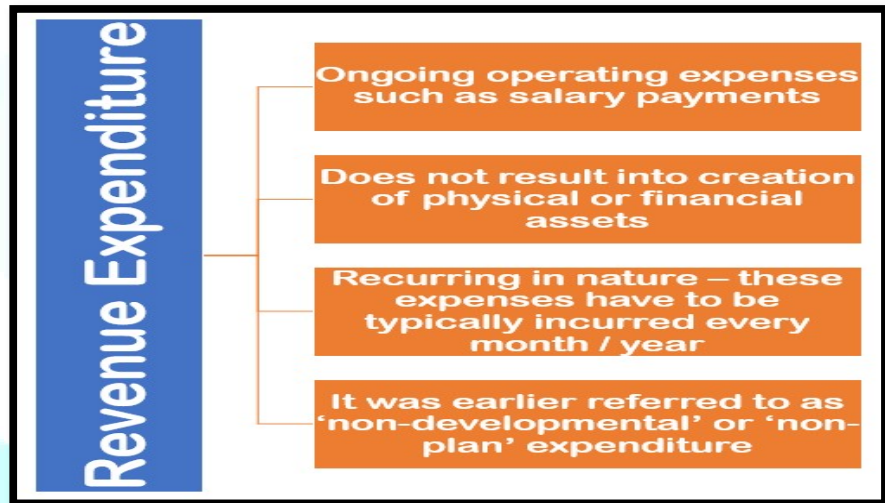 Revenue Expenditure
Ongoing operating expenses
such as salary payments
Does not result into creation
of physical or financial
assets
Recurring in nature – these
expenses have to be
typically incurred every
month / year
It was earlier referred to as
‘non-developmental’ or ‘non-
plan’ expenditure